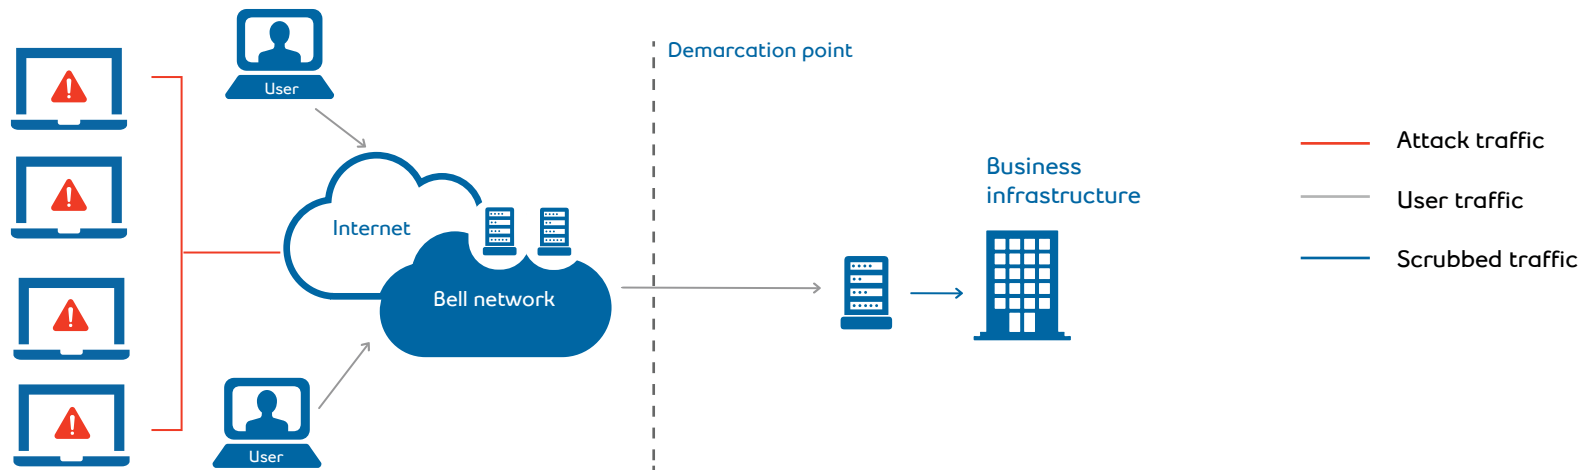 User
Demarcation point
Internet
Bell network
User
Business
infrastructure
Attack traffic
User traffic
Scrubbed traffic